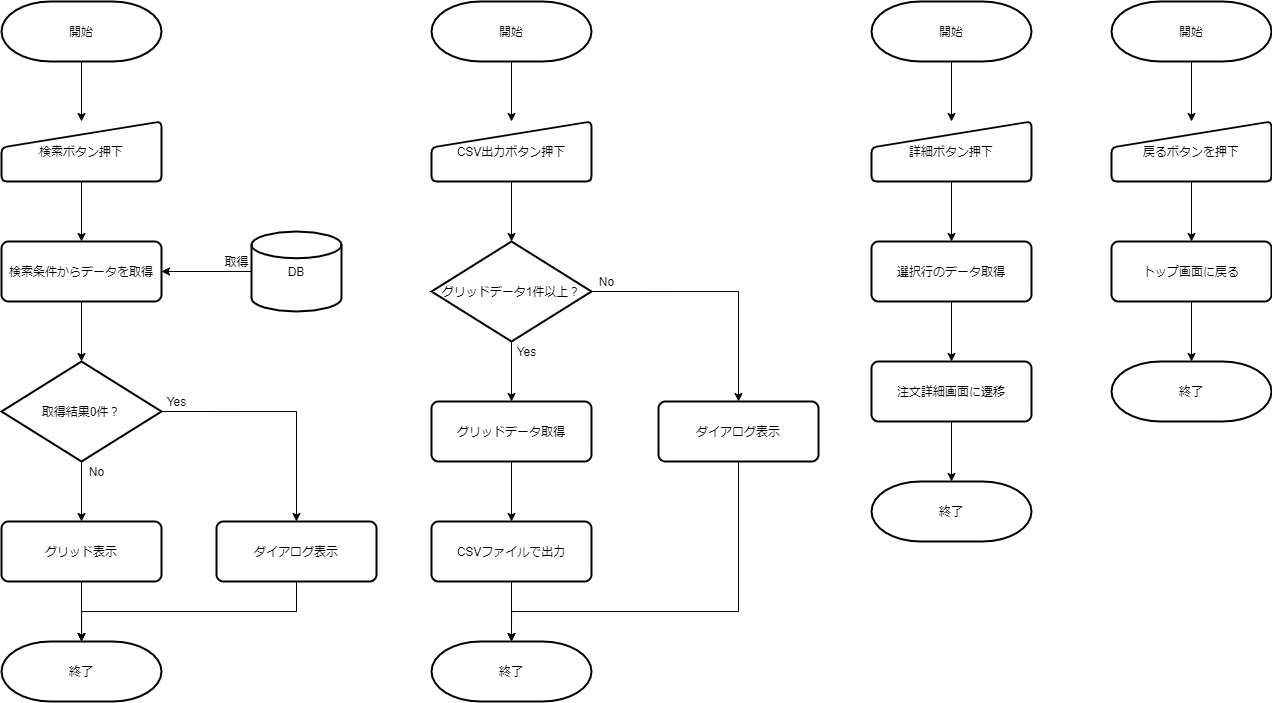 開始
検索ボタン押下
検索条件からデータを取得
取得
DB
取得結果0件？
Yes
No
グリッド表示
ダイアログ表示
終了
開始
CSV出力ボタン押下
グリッドデータ1件以上？
No
Yes
グリッドデータ取得
ダイアログ表示
CSVファイルで出力
終了
開始
詳細ボタン押下
選択行のデータ取得
注文詳細画面に遷移
終了
開始
戻るボタンを押下
トップ画面に戻る
終了